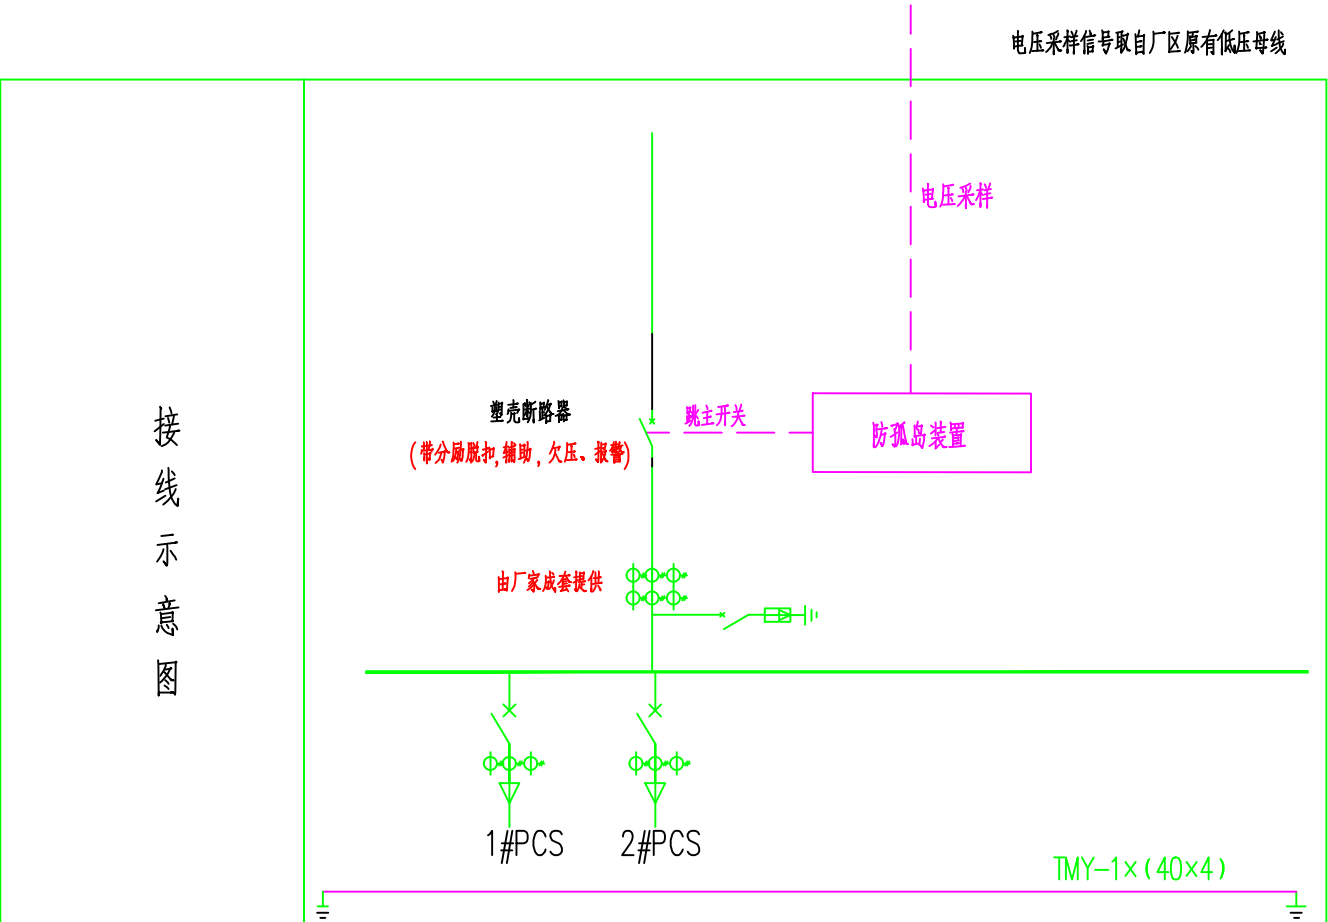 电压采样信号取自厂区原有低压母线
电压采样
塑壳断路器
跳主开关
防孤岛装置
(带分励脱扣,辅助,欠压、报警)
接
线
示
意
图
由厂家成套提供
1#PCS
2#PCS
TMY-1×(40×4)